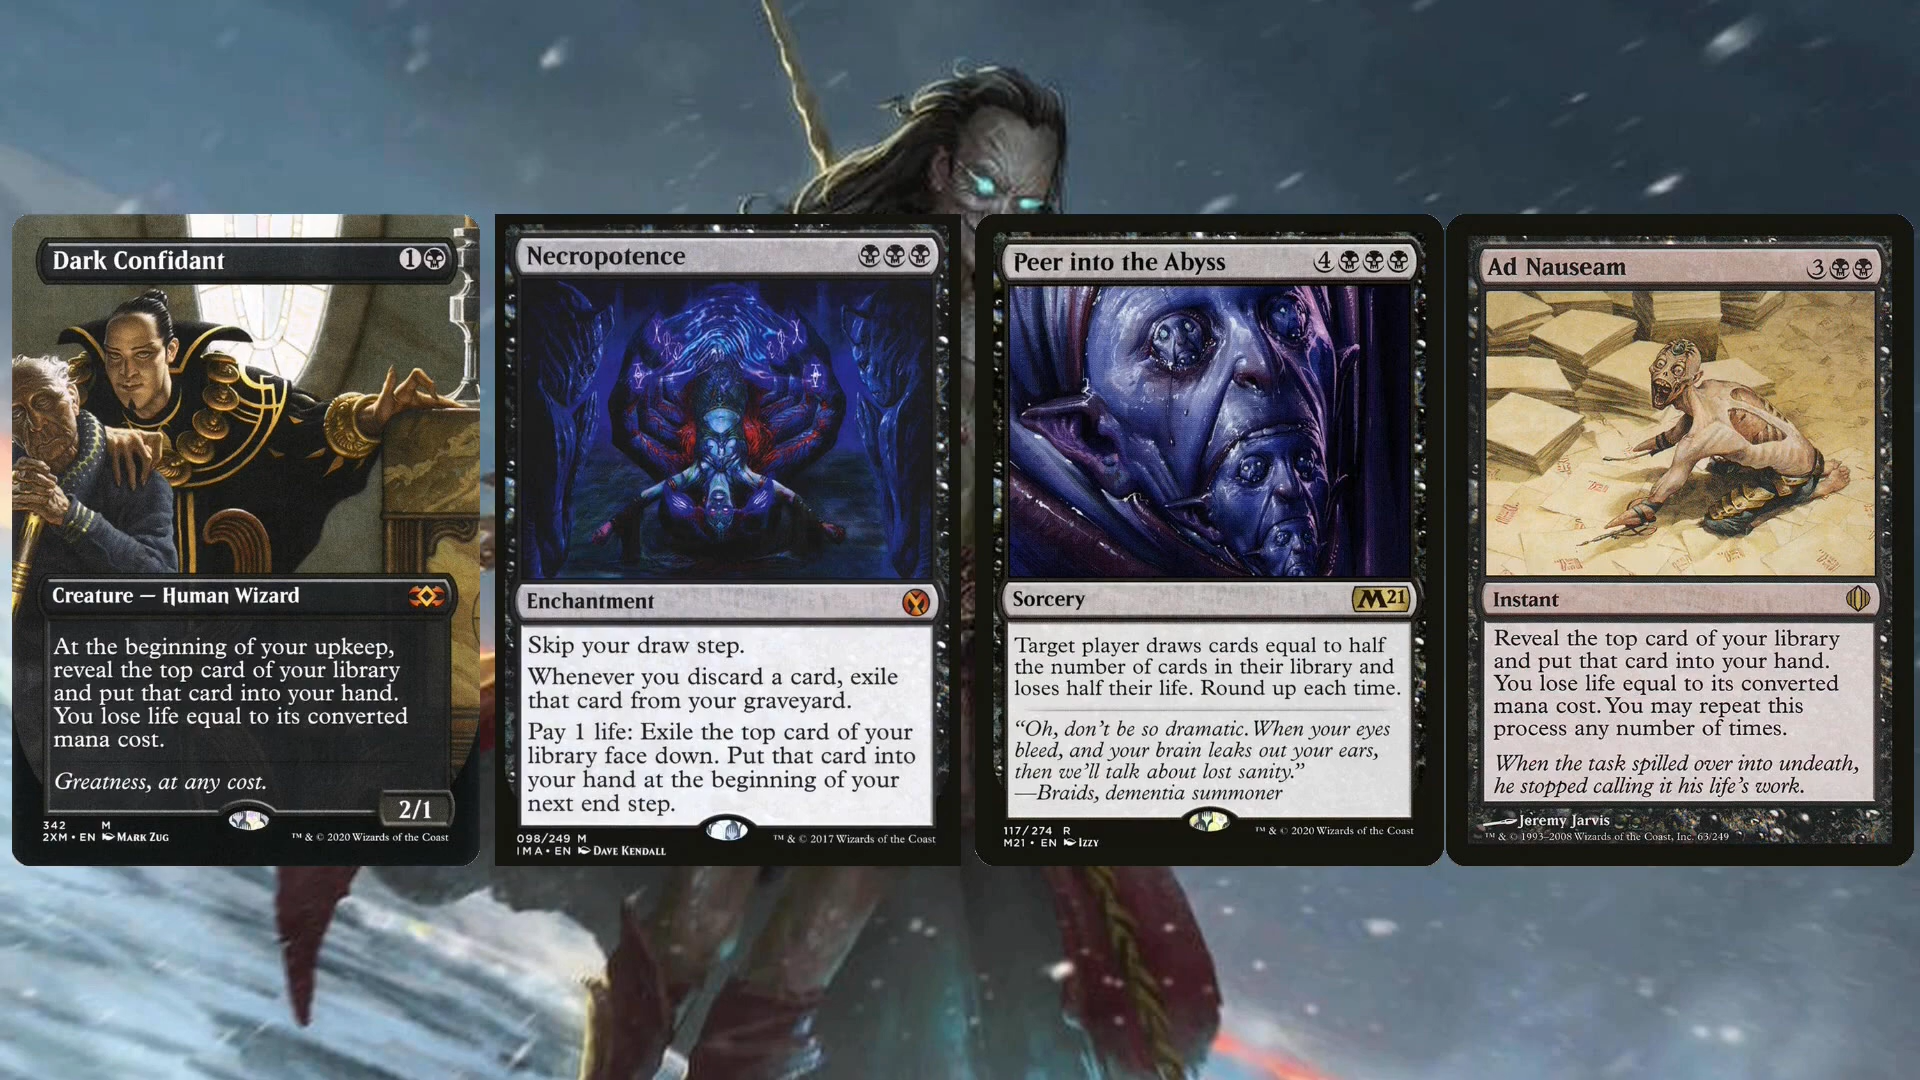 Dark Confidant 1
Creature — Human Wizard
At the beginning of your upkeep,
reveal the top card of your library
and put that card into your hand.
You lose life equal to its converted
mana cost.
Greatness, at any cost.
2/1
342 M
2XM • EN Mark Zug
™ & © 2020 Wizards of the Coast
Necropotence
Enchantment
Skip your draw step.
Whenever you discard a card, exile
that card from your graveyard.
Pay 1 life: Exile the top card of your
library face down. Put that card into
your hand at the beginning of your
next end step.
098/249 M
IMA • EN Dave Kendall
™ & © 2017 Wizards of the Coast
Peer into the Abyss 4
Sorcery M21
Target player draws cards equal to half
the number of cards in their library and
loses half their life. Round up each time.
“Oh, don’t be so dramatic. When your eyes
bleed, and your brain leaks out your ears,
then we’ll talk about lost sanity.”
—Braids, dementia summoner
117/274 R
M21 • EN Izzy
™ & © 2020 Wizards of the Coast
Ad Nauseam 3
Instant
Reveal the top card of your library
and put that card into your hand.
You lose life equal to its converted
mana cost. You may repeat this
process any number of times.
When the task spilled over into undeath,
he stopped calling it his life’s work.
Jeremy Jarvis
™ & © 1993–2008 Wizards of the Coast, Inc. 63/249